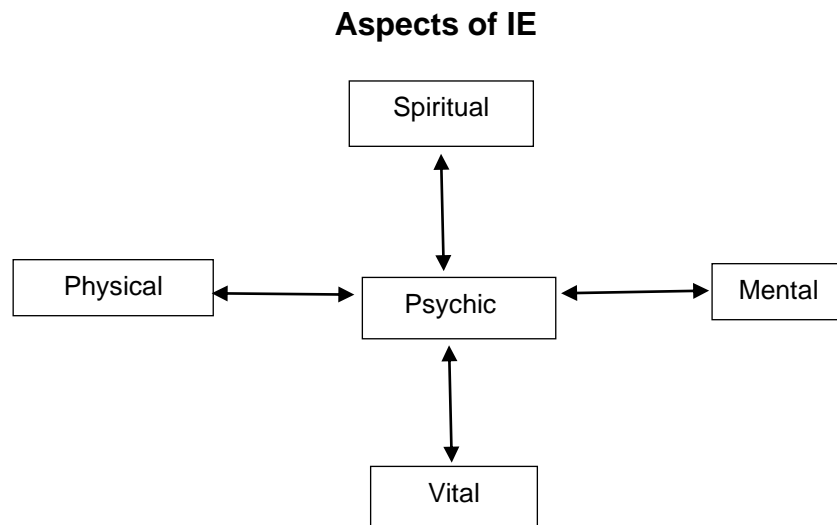 Aspects of IE
Spiritual
Physical
Psychic
Mental
Vital